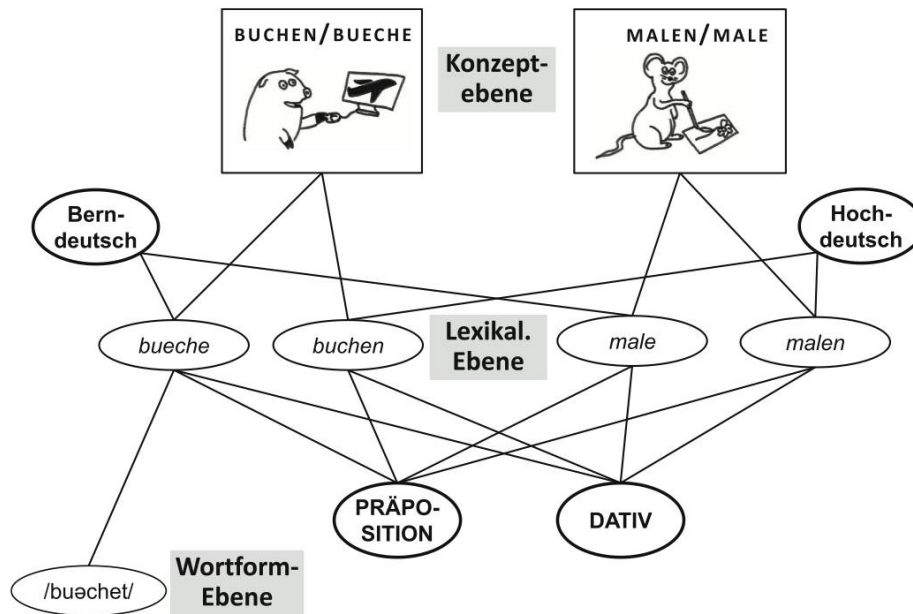 BUCHEN/BUECHE
MALEN/MALE
Konzept-
ebene
Bern-
deutsch
Hoch-
deutsch
bueche
buchen
Lexikal.
Ebene
male
malen
PRÄPO-
SITION
DATIV
/buəchet/
Wortform-
Ebene